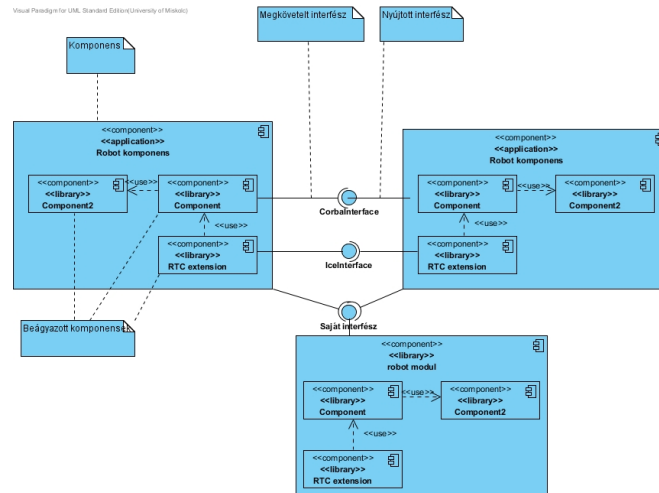 Visual Paradigm for UML Standard Edition(University of Miskolc)
Megkövetelt interfész
Nyújtott interfész
Komponens
<<component>>
<<application>>
Robot komponens
<<component>>
<<library>>
Component2
<<use>>
<<component>>
<<library>>
Component
<<use>>
<<component>>
<<library>>
RTC extension
CorbaInterface
IceInterface
Saját interfész
<<component>>
<<application>>
Robot komponens
<<component>>
<<library>>
Component
<<use>>
<<component>>
<<library>>
Component2
<<use>>
<<component>>
<<library>>
RTC extension
Beágyazott komponensek
<<component>>
<<library>>
robot modul
<<component>>
<<library>>
Component
<<use>>
<<component>>
<<library>>
Component2
<<use>>
<<component>>
<<library>>
RTC extension